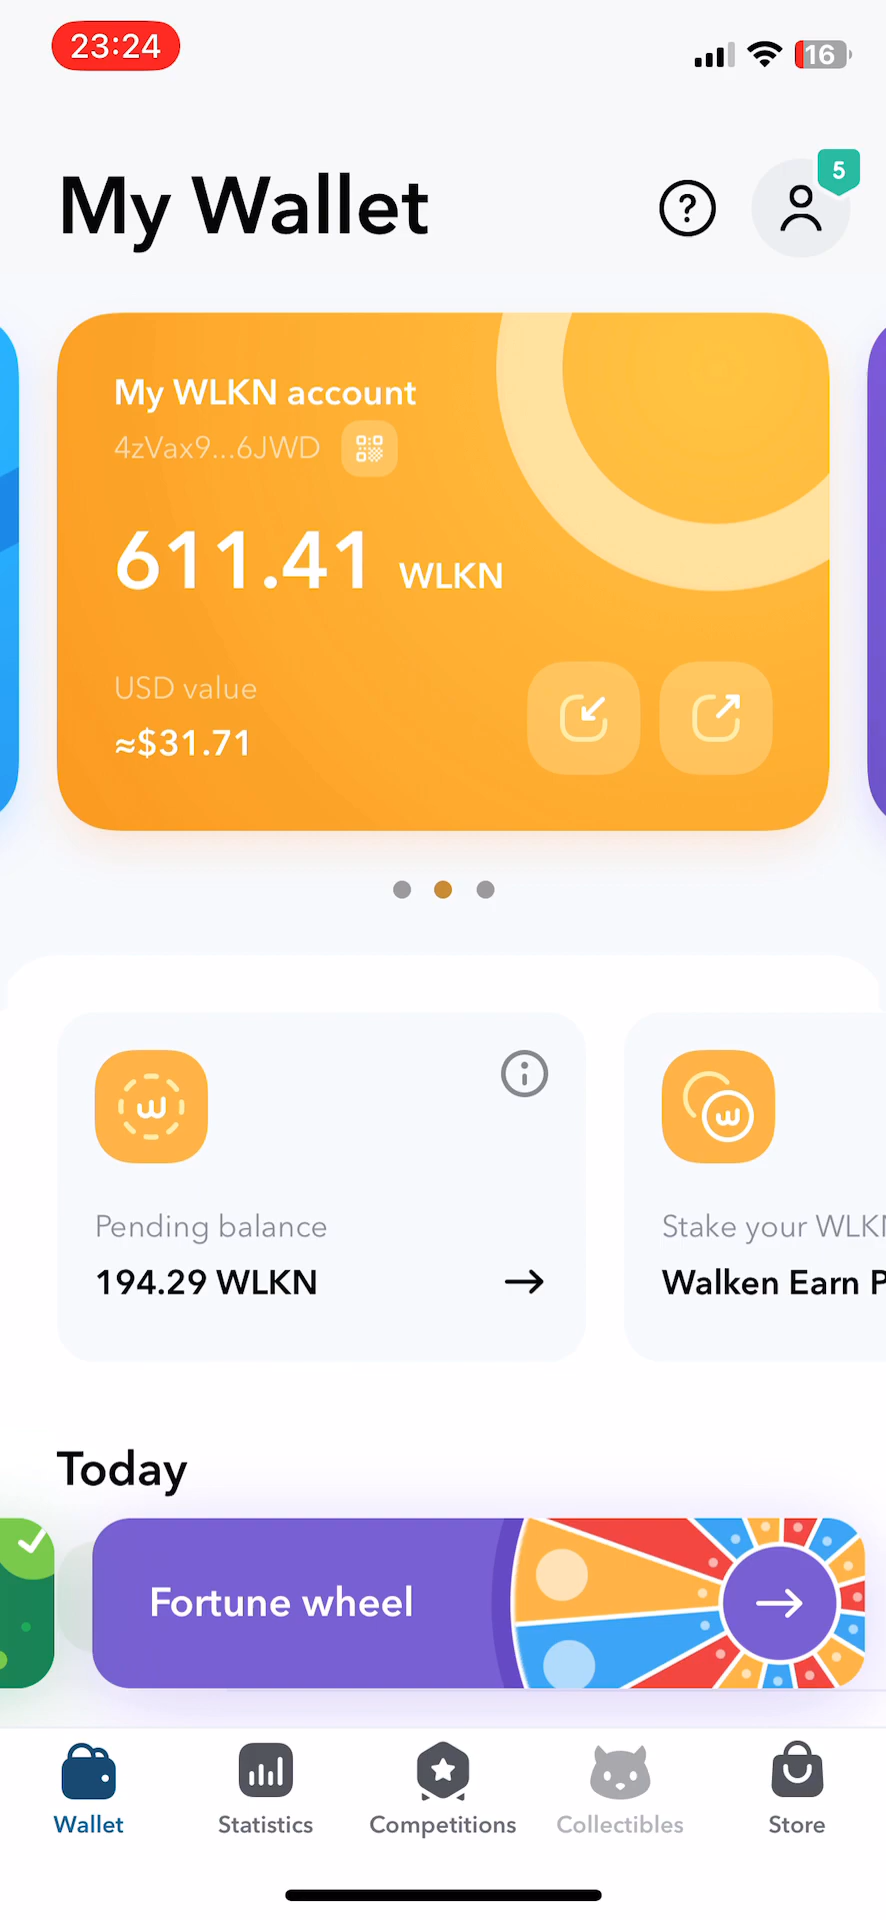 23:24
16
My Wallet
5
My WLKN account
4zVax9...6JWD
611.41 WLKN
USD value
≈$31.71
Pending balance
194.29 WLKN
Stake your WLK
Walken Earn P
Today
Fortune wheel
Wallet
Statistics
Competitions
Collectibles
Store